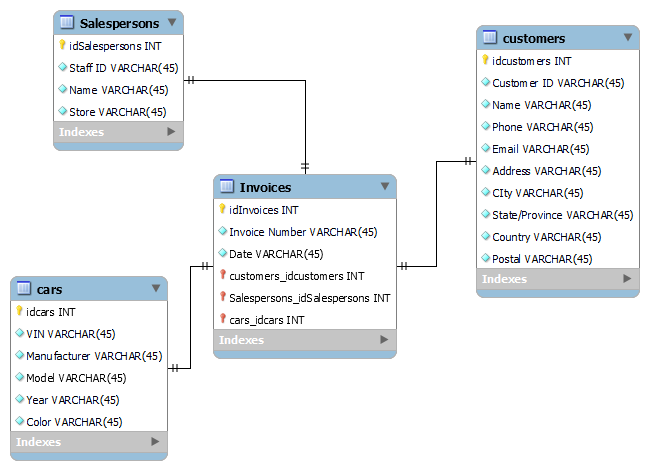 Salespersons
idSalespersons INT
Staff ID VARCHAR(45)
Name VARCHAR(45)
Store VARCHAR(45)
Indexes
customers
idcustomers INT
Customer ID VARCHAR(45)
Name VARCHAR(45)
Phone VARCHAR(45)
Email VARCHAR(45)
Address VARCHAR(45)
CIty VARCHAR(45)
State/Province VARCHAR(45)
Country VARCHAR(45)
Postal VARCHAR(45)
Indexes
Invoices
idInvoices INT
Invoice Number VARCHAR(45)
Date VARCHAR(45)
customers_idcustomers INT
Salespersons_idSalespersons INT
cars_idcars INT
Indexes
cars
idcars INT
VIN VARCHAR(45)
Manufacturer VARCHAR(45)
Model VARCHAR(45)
Year VARCHAR(45)
Color VARCHAR(45)
Indexes